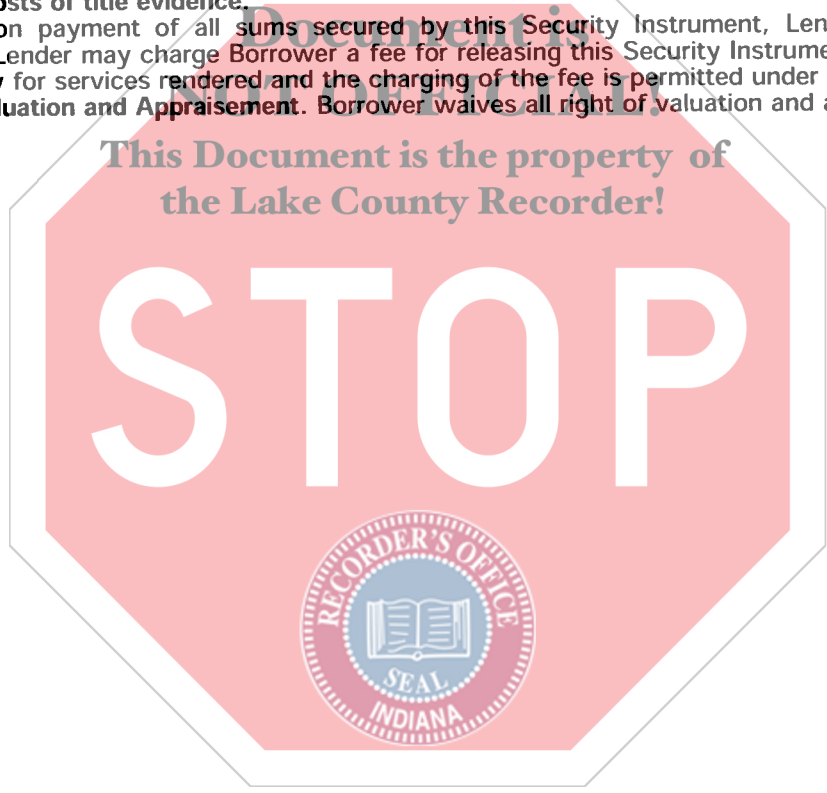 osts of title evidence.
on payment of all sums secured by this Security Instrument, Len
Lender may charge Borrower a fee for releasing this Security Instrume
for services rendered and the charging of the fee is permitted under
luation and Appraisement. Borrower waives all right of valuation and a
Document is
NOT OFFICIAL!
This Document is the property of
the Lake County Recorder!
STOP
RECORDER'S OFFICE
SEAL
INDIANA